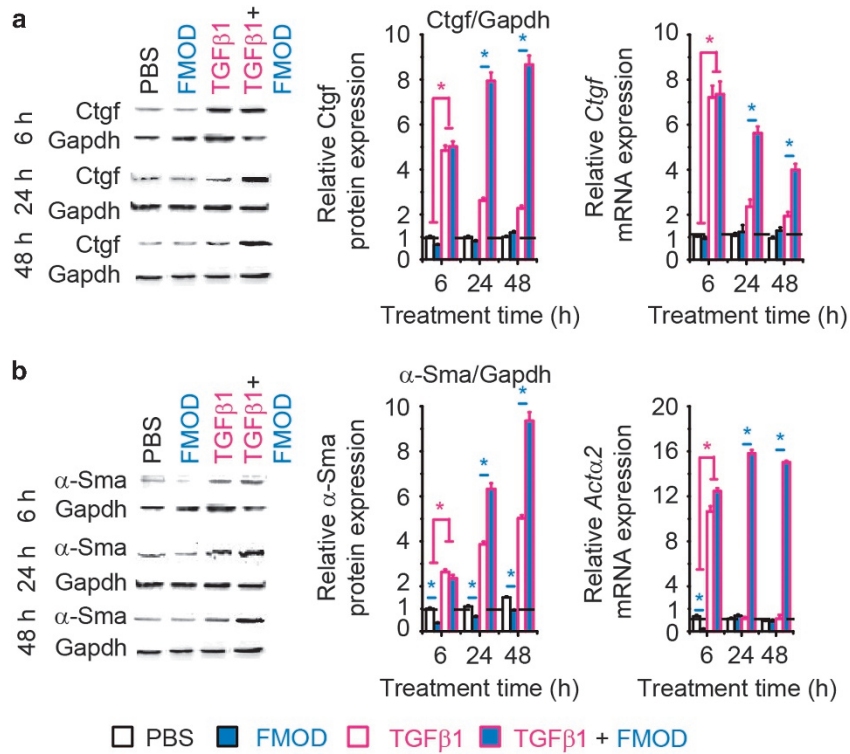 a
PBS
FMOD
TGFβ1
TGFβ1+
FMOD
6 h
Ctgf
Gapdh
24 h
Ctgf
Gapdh
48 h
Ctgf
Gapdh
Ctgf/Gapdh
Relative Ctgf
protein expression
10
8
6
4
2
1
0
*
*
*
6 24 48
Treatment time (h)
Relative Ctgf
mRNA expression
10
8
6
4
2
1
0
*
*
*
6 24 48
Treatment time (h)
b
PBS
FMOD
TGFβ1
TGFβ1+
FMOD
6 h
α-Sma
Gapdh
24 h
α-Sma
Gapdh
48 h
α-Sma
Gapdh
α-Sma/Gapdh
Relative α-Sma
protein expression
10
8
6
4
2
1
0
*
*
*
*
*
*
6 24 48
Treatment time (h)
Relative Actα2
mRNA expression
20
16
12
8
4
1
0
*
*
*
*
6 24 48
Treatment time (h)
PBS FMOD TGFβ1 TGFβ1 + FMOD